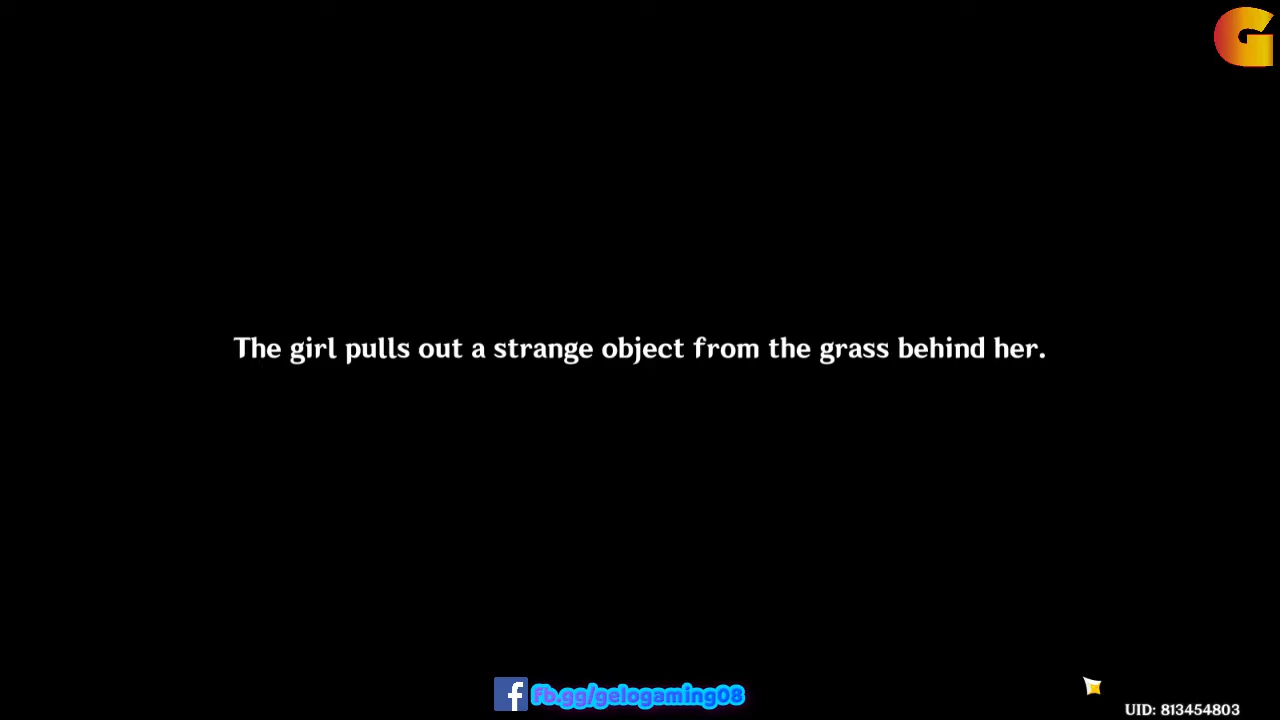 G
The girl pulls out a strange object from the grass behind her.
f fb.gg/gelogaming08
UID: 813454803